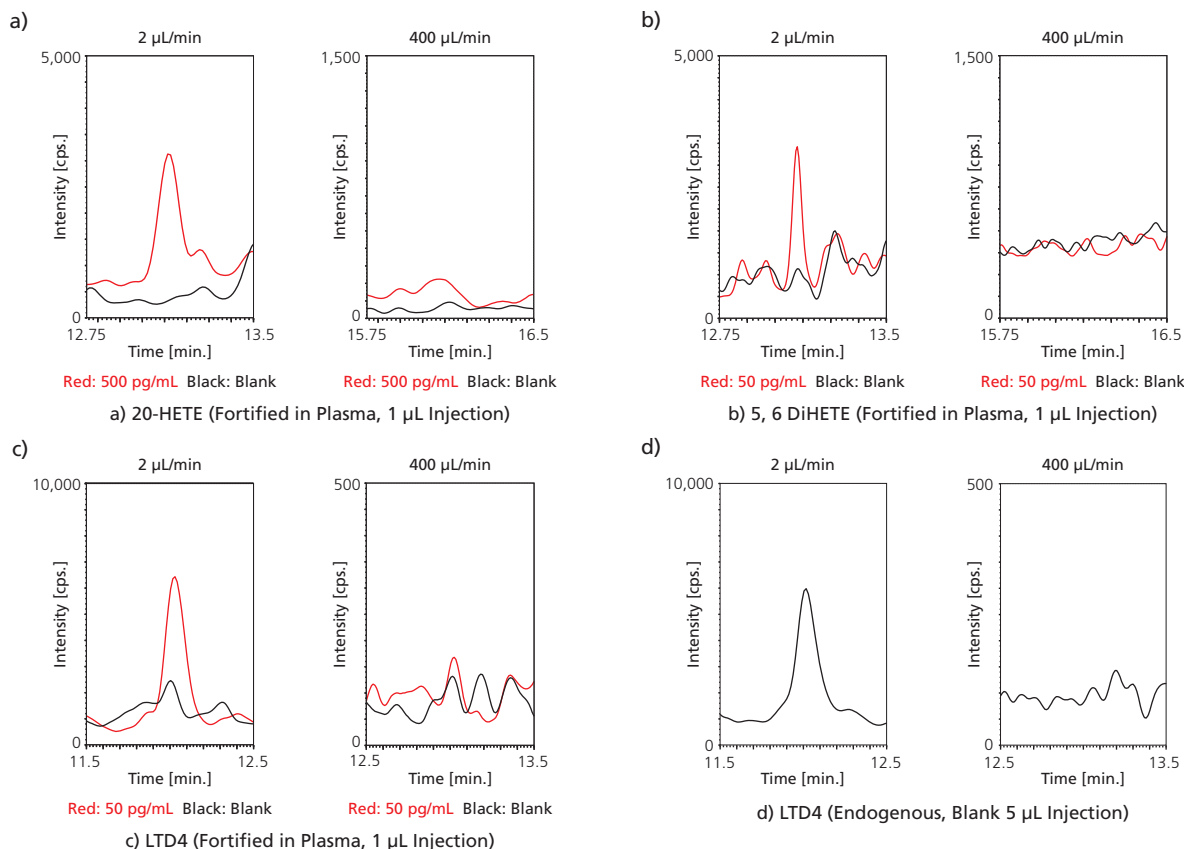 a)
2 µL/min
400 µL/min
5,000
1,500
Intensity [cps.]
Intensity [cps.]
0
0
12.75
13.5
15.75
16.5
Time [min.]
Time [min.]
Red: 500 pg/mL Black: Blank
Red: 500 pg/mL Black: Blank
a) 20-HETE (Fortified in Plasma, 1 µL Injection)
b)
2 µL/min
400 µL/min
5,000
1,500
Intensity [cps.]
Intensity [cps.]
0
0
12.75
13.5
15.75
16.5
Time [min.]
Time [min.]
Red: 50 pg/mL Black: Blank
Red: 50 pg/mL Black: Blank
b) 5, 6 DiHETE (Fortified in Plasma, 1 µL Injection)
c)
2 µL/min
400 µL/min
10,000
500
Intensity [cps.]
Intensity [cps.]
0
0
11.5
12.5
12.5
13.5
Time [min.]
Time [min.]
Red: 50 pg/mL Black: Blank
Red: 50 pg/mL Black: Blank
c) LTD4 (Fortified in Plasma, 1 µL Injection)
d)
2 µL/min
400 µL/min
10,000
500
Intensity [cps.]
Intensity [cps.]
0
0
11.5
12.5
12.5
13.5
Time [min.]
Time [min.]
d) LTD4 (Endogenous, Blank 5 µL Injection)